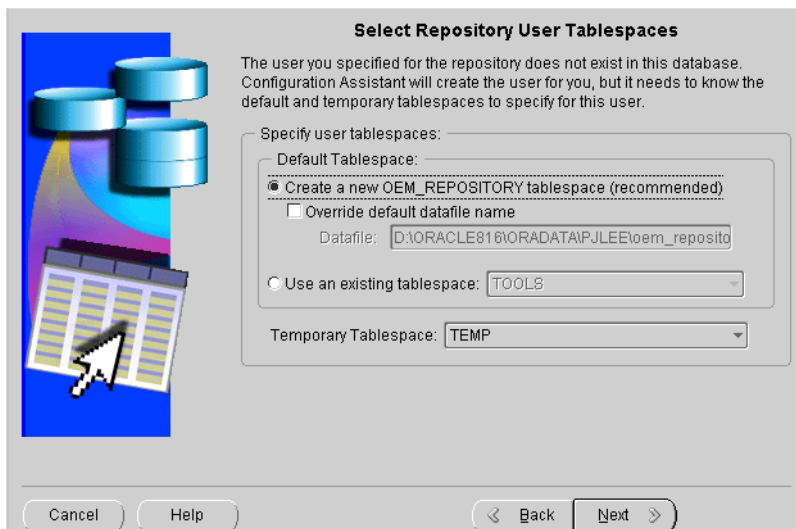 Select Repository User Tablespaces
The user you specified for the repository does not exist in this database.
Configuration Assistant will create the user for you, but it needs to know the
default and temporary tablespaces to specify for this user.
Specify user tablespaces:
Default Tablespace:
Create a new OEM_REPOSITORY tablespace (recommended)
Override default datafile name
Datafile: D:\ORACLE816\ORADATA\PJLEE\oem_reposito
Use an existing tablespace: TOOLS
Temporary Tablespace: TEMP
Cancel Help Back Next